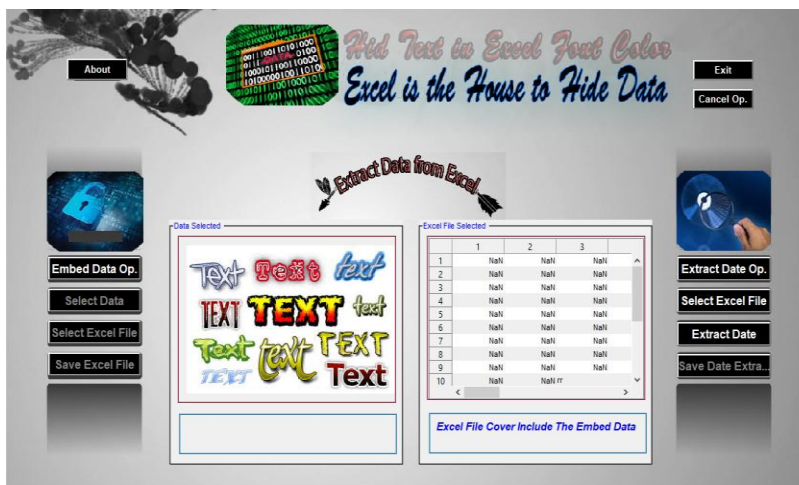 About
Hid Text in Excel Font Color
Excel is the House to Hide Data
Exit
Cancel Op.
Extract Data from Excel
Data Selected
Text Text text
TEXT TEXT text
Text text TEXT
TEXT Text
Excel File Selected
1 2 3
1 NaN NaN NaN
2 NaN NaN NaN
3 NaN NaN NaN
4 NaN NaN NaN
5 NaN NaN NaN
6 NaN NaN NaN
7 NaN NaN NaN
8 NaN NaN NaN
9 NaN NaN NaN
10 NaN NaN rr
Excel File Cover Include The Embed Data
Embed Data Op.
Select Data
Select Excel File
Save Excel File
Extract Date Op.
Select Excel File
Extract Date
Save Date Extra...